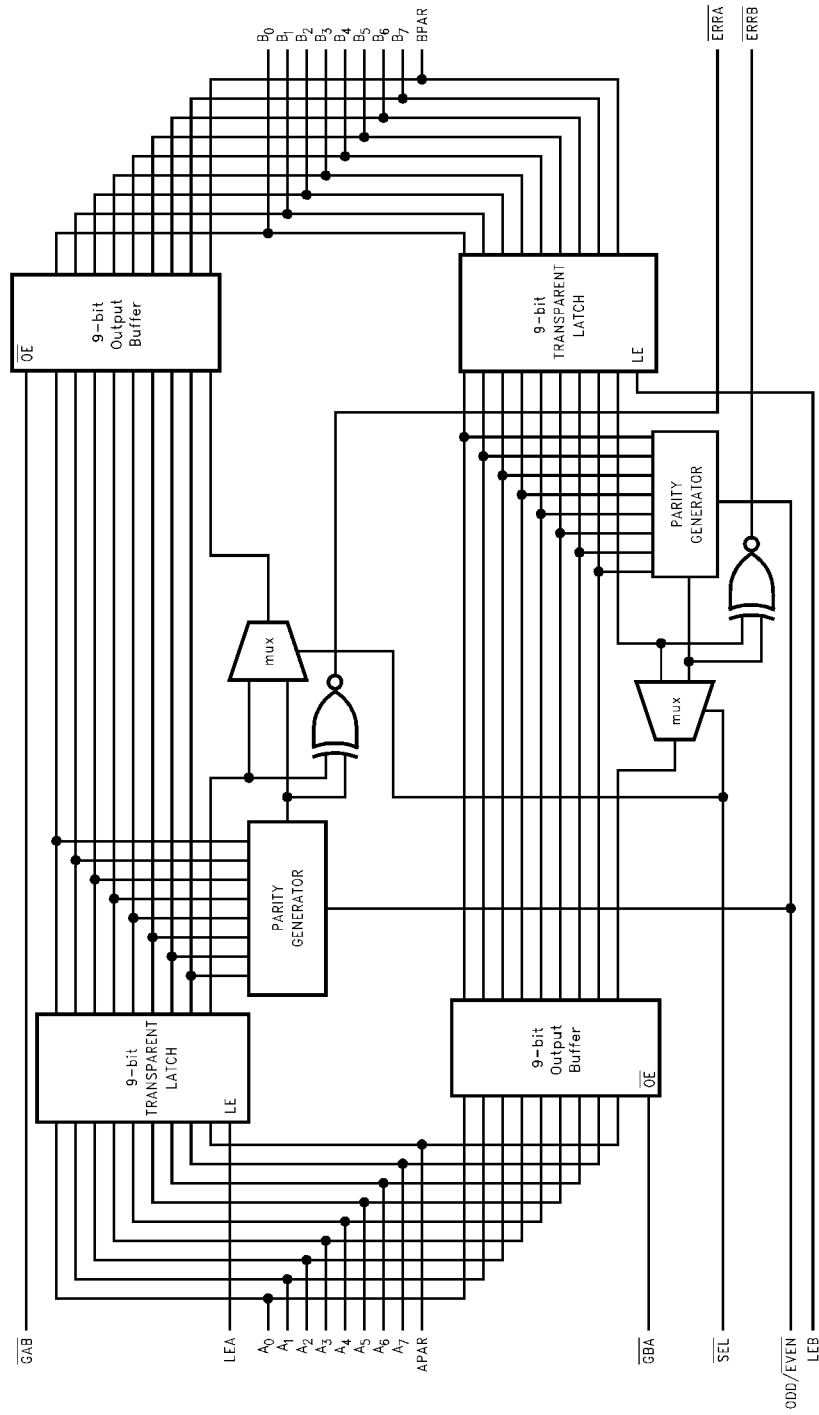 GAB
OE
9-bit
Output
Buffer
9-bit
TRANSPARENT
LATCH
LE
LEA
PARITY
GENERATOR
mux
A₀
A₁
A₂
A₃
A₄
A₅
A₆
A₇
APAR
B₀
B₁
B₂
B₃
B₄
B₅
B₆
B₇
BPAR
9-bit
Output
Buffer
OE
GBA
9-bit
TRANSPARENT
LATCH
LE
PARITY
GENERATOR
mux
SEL
ERRA
ERRB
ODD/EVEN
LEB